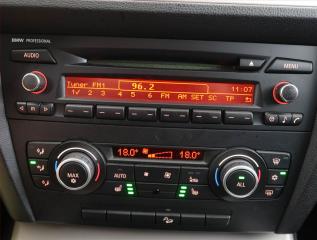 BMW PROFESSIONAL
AUDIO
MENU
Tuner FM1 96.2 11:07
1√ 2 3 4 5 6 FM AM SET SC TP
18.0° 18.0°
MAX
AUTO
ALL